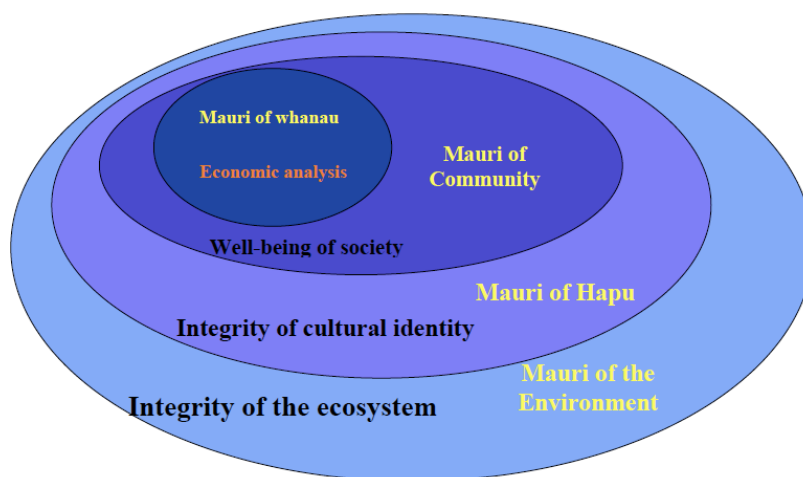 Mauri of whanau
Economic analysis
Mauri of
Community
Well-being of society
Mauri of Hapu
Integrity of cultural identity
Mauri of the
Environment
Integrity of the ecosystem